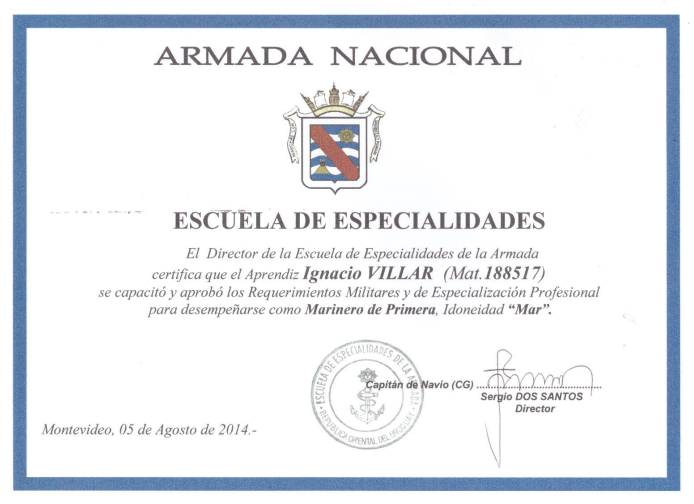 ARMADA NACIONAL
ESCUELA DE ESPECIALIDADES
El Director de la Escuela de Especialidades de la Armada
certifica que el Aprendiz Ignacio VILLAR (Mat.188517)
se capacitó y aprobó los Requerimientos Militares y de Especialización Profesional
para desempeñarse como Marinero de Primera, Idoneidad “Mar”.
ESCUELA DE ESPECIALIDADES DE LA ARMADA
REPUBLICA ORIENTAL DEL URUGUAY
Capitán de Navío (CG) ............................
Sergio DOS SANTOS
Director
Montevideo, 05 de Agosto de 2014.-